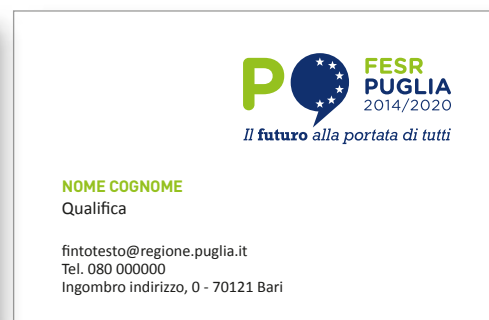 PO FESR
PUGLIA
2014/2020
Il futuro alla portata di tutti
NOME COGNOME
Qualifica
fintotesto@regione.puglia.it
Tel. 080 000000
Ingombro indirizzo, 0 - 70121 Bari